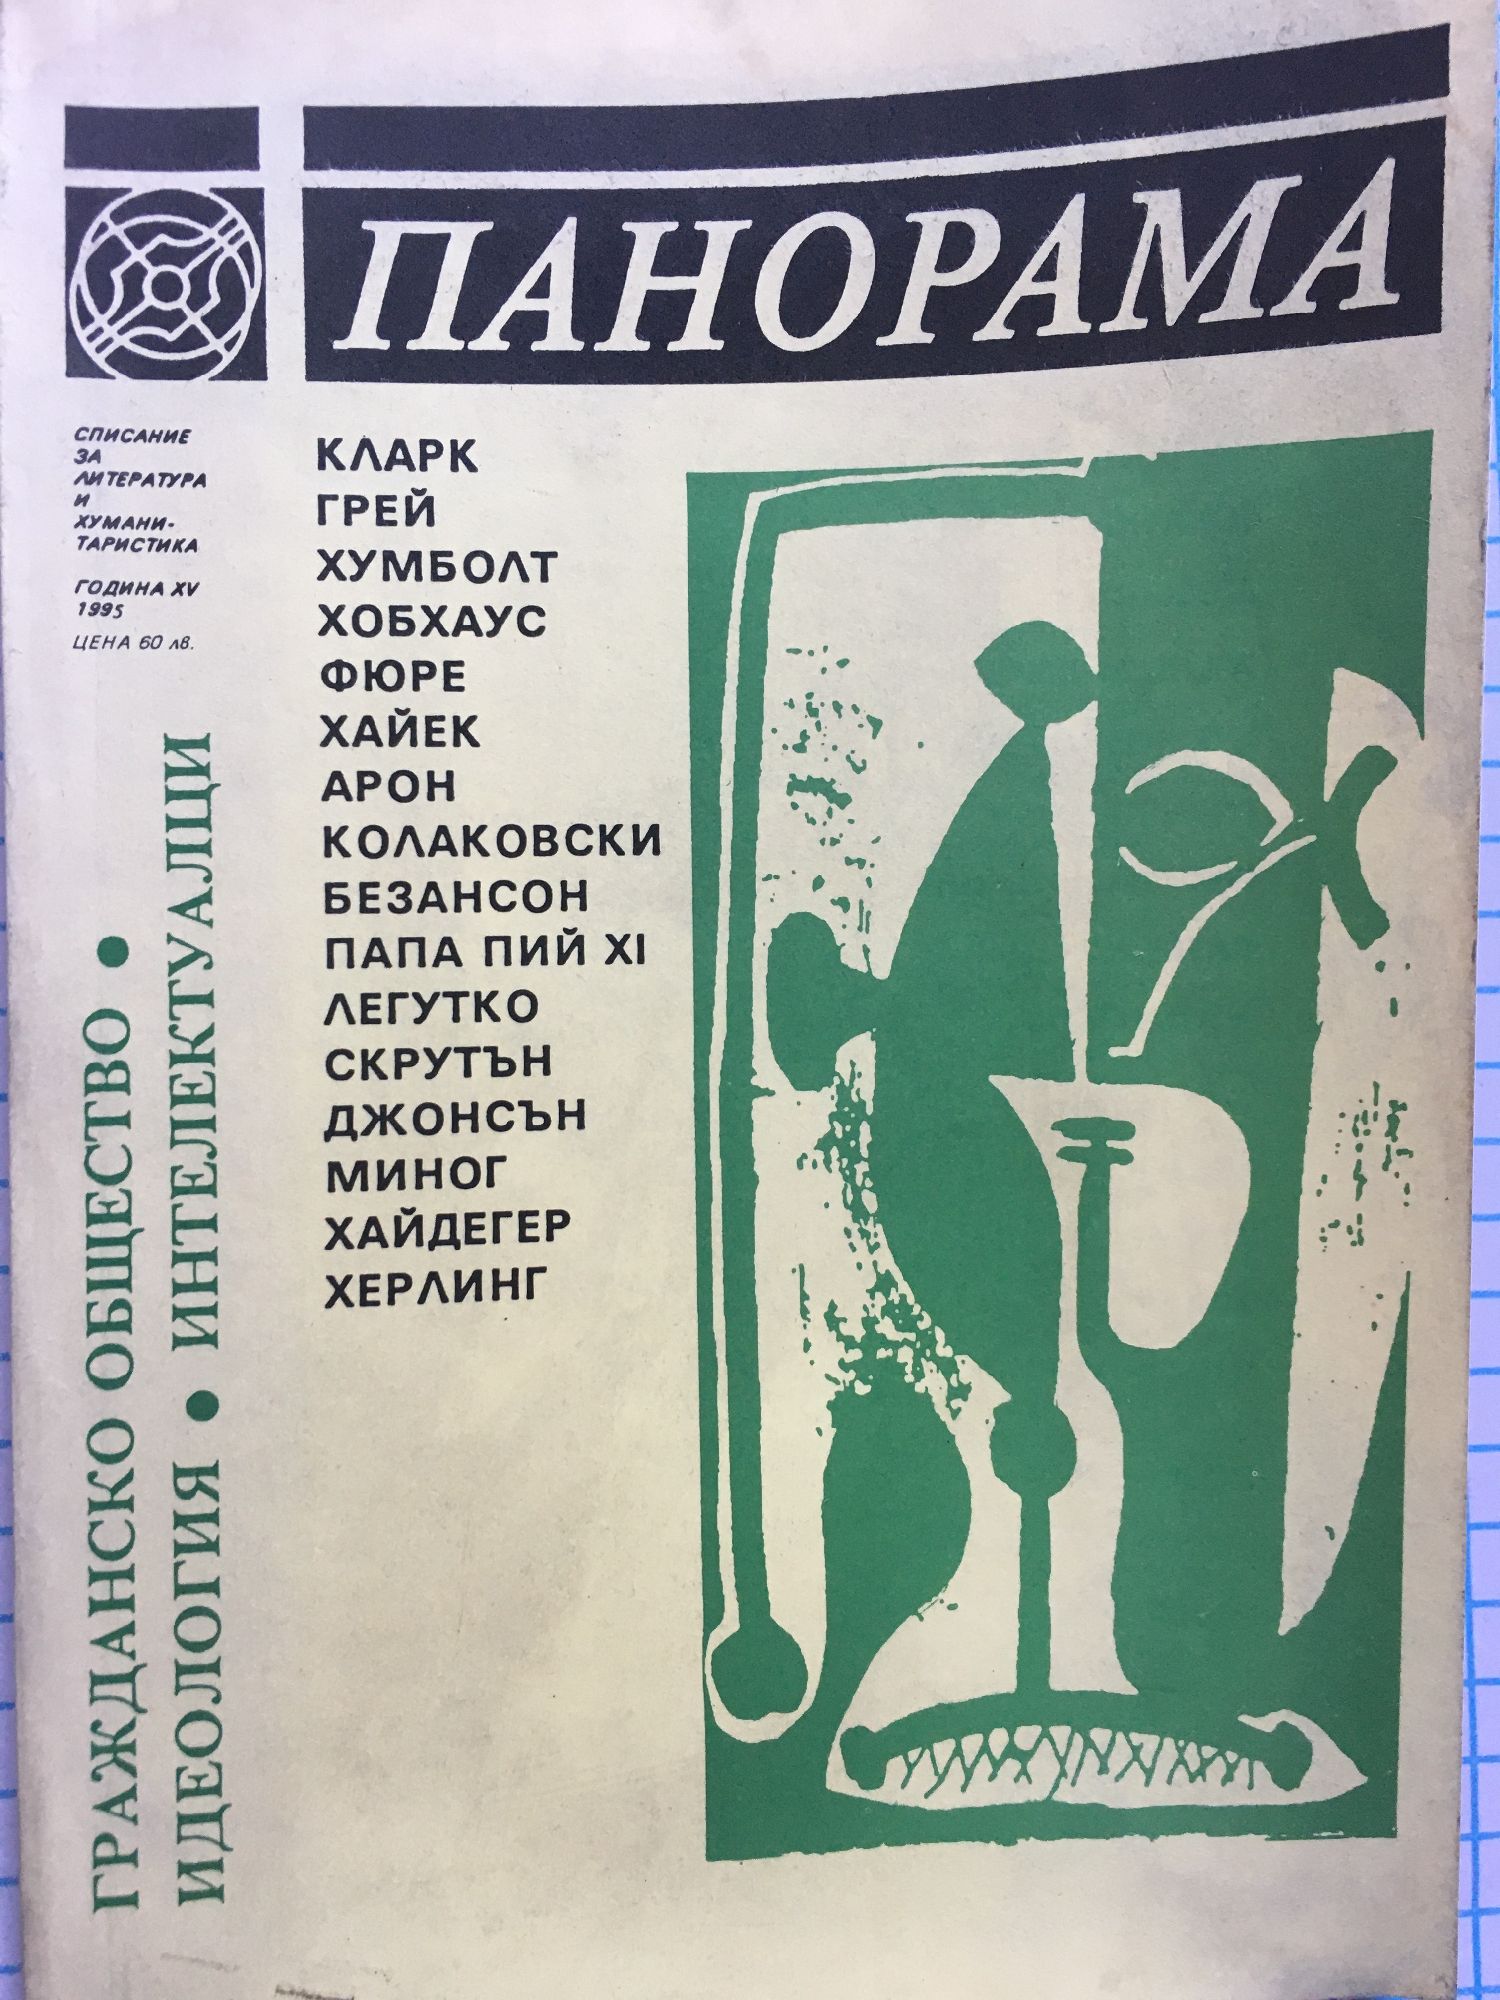 ПАНОРАМА
СПИСАНИЕ
ЗА
ЛИТЕРАТУРА
И
ХУМАНИ-
ТАРИСТИКА
ГОДИНА XV
1995
ЦЕНА 60 лв.
КЛАРК
ГРЕЙ
ХУМБОЛТ
ХОБХАУС
ФЮРЕ
ХАЙЕК
АРОН
КОЛАКОВСКИ
БЕЗАНСОН
ПАПА ПИЙ XI
ЛЕГУТКО
СКРУТЪН
ДЖОНСЪН
МИНОГ
ХАЙДЕГЕР
ХЕРЛИНГ
ГРАЖДАНСКО ОБЩЕСТВО •
ИДЕОЛОГИЯ • ИНТЕЛЕКТУАЛЦИ